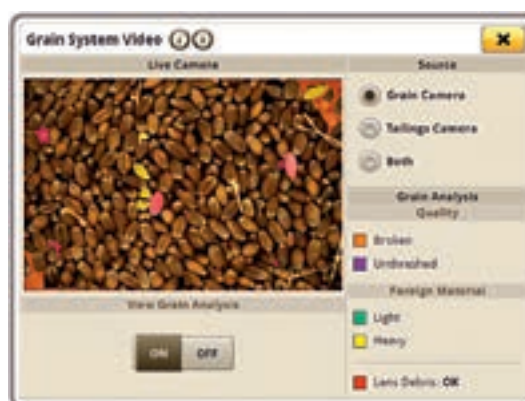 Grain System Video
Live Camera
Source
Grain Camera
Tailings Camera
Both
Grain Analysis
Quality
Broken
Unthreshed
Foreign Material
Light
Heavy
Lens Debris: OK
View Grain Analysis
ON OFF